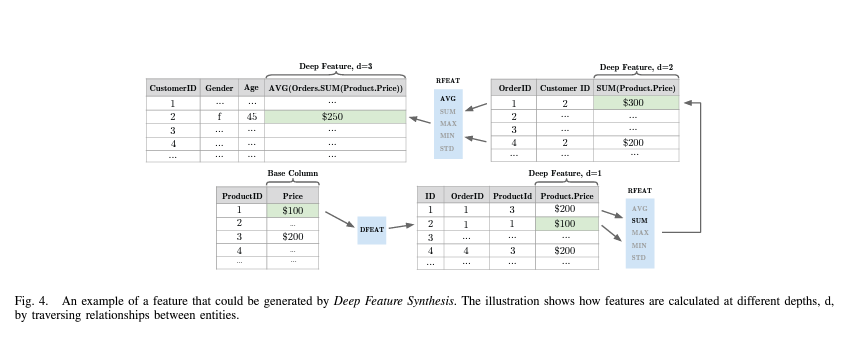 Deep Feature, d=3
CustomerID Gender Age AVG(Orders.SUM(Product.Price))
1 ... ... ...
2 f 45 $250
3 ... ... ...
4 ... ... ...
... ... ... ...
RFEAT
AVG
SUM
MAX
MIN
STD
Deep Feature, d=2
OrderID Customer ID SUM(Product.Price)
1 2 $300
2 ... ...
3 ... ...
4 2 $200
... ... ...
Base Column
ProductID Price
1 $100
2 ...
3 $200
4 ...
... ...
DFEAT
Deep Feature, d=1
ID OrderID ProductId Product.Price
1 1 3 $200
2 1 1 $100
3 ... ... ...
4 4 3 $200
... ... ... ...
RFEAT
AVG
SUM
MAX
MIN
STD
Fig. 4. An example of a feature that could be generated by Deep Feature Synthesis. The illustration shows how features are calculated at different depths, d,
by traversing relationships between entities.